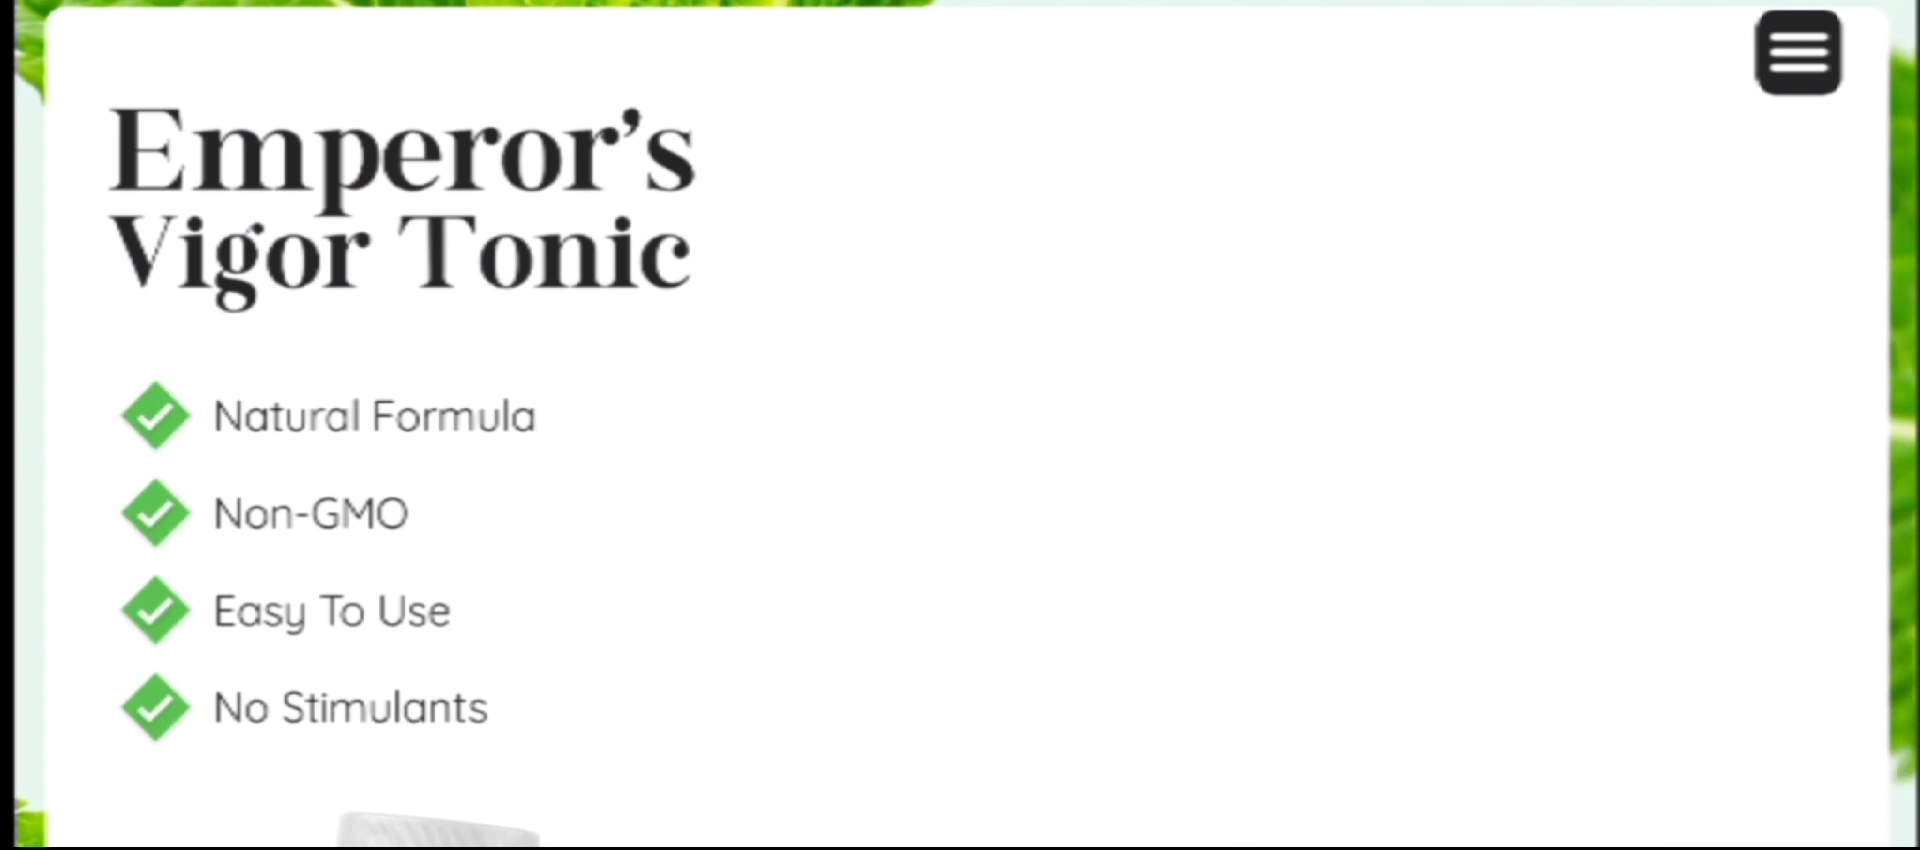 Emperor’s
Vigor Tonic
Natural Formula
Non-GMO
Easy To Use
No Stimulants